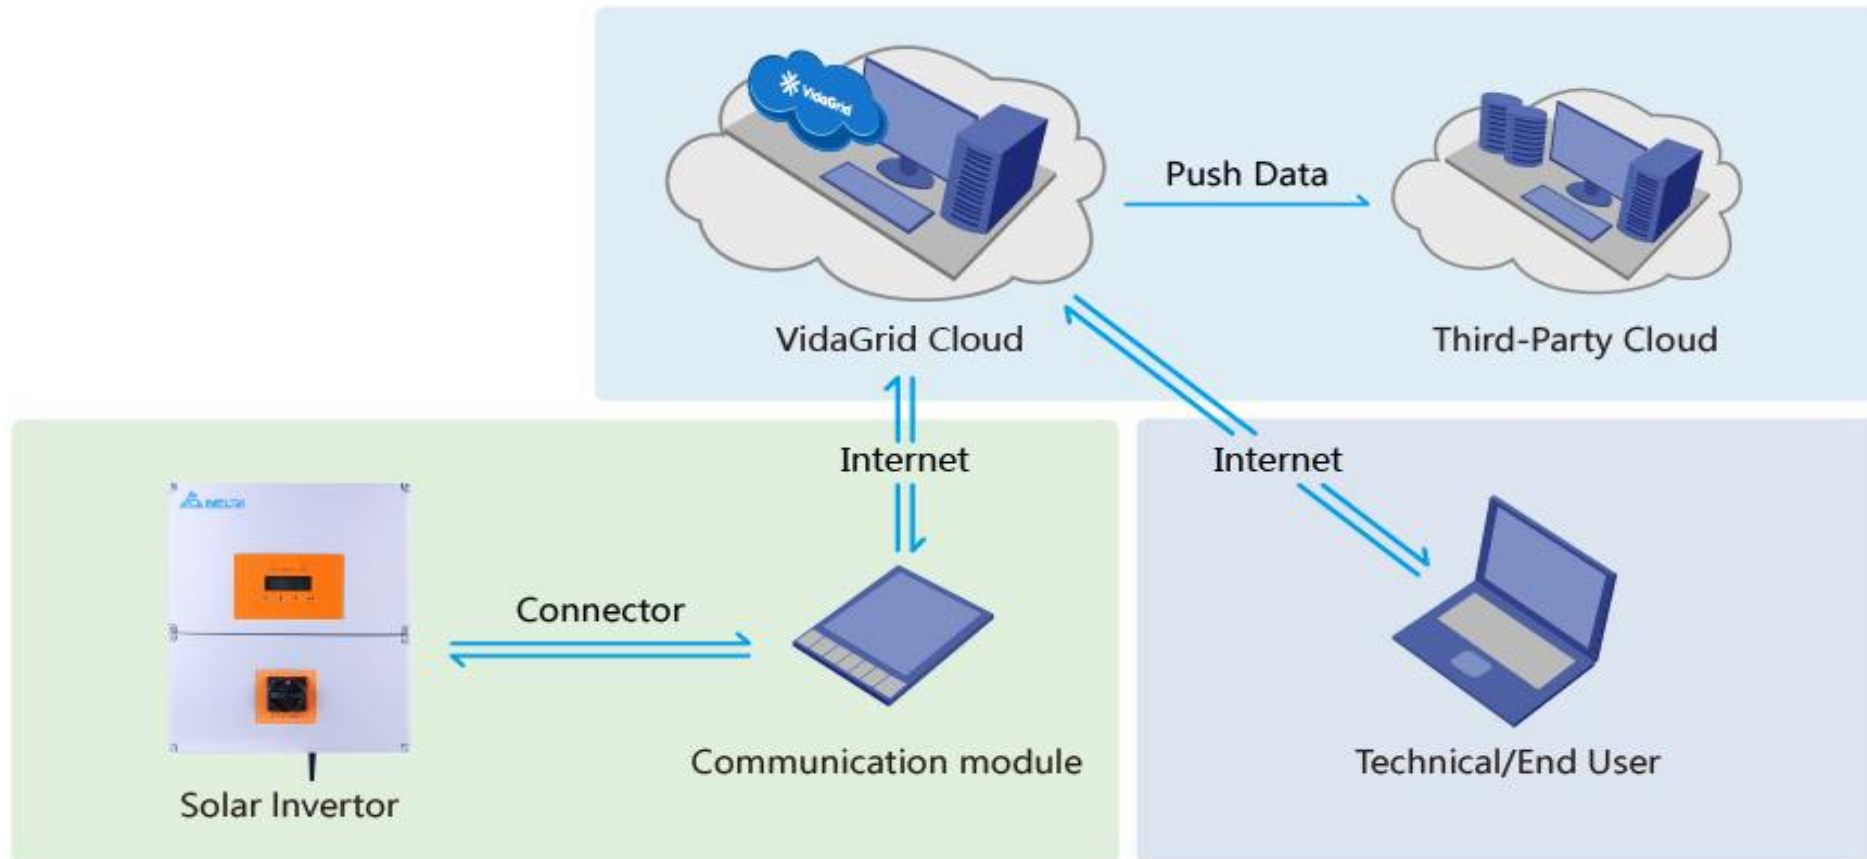 VidaGrid
Push Data
VidaGrid Cloud
Third-Party Cloud
Internet
Internet
Connector
Communication module
Technical/End User
Solar Invertor